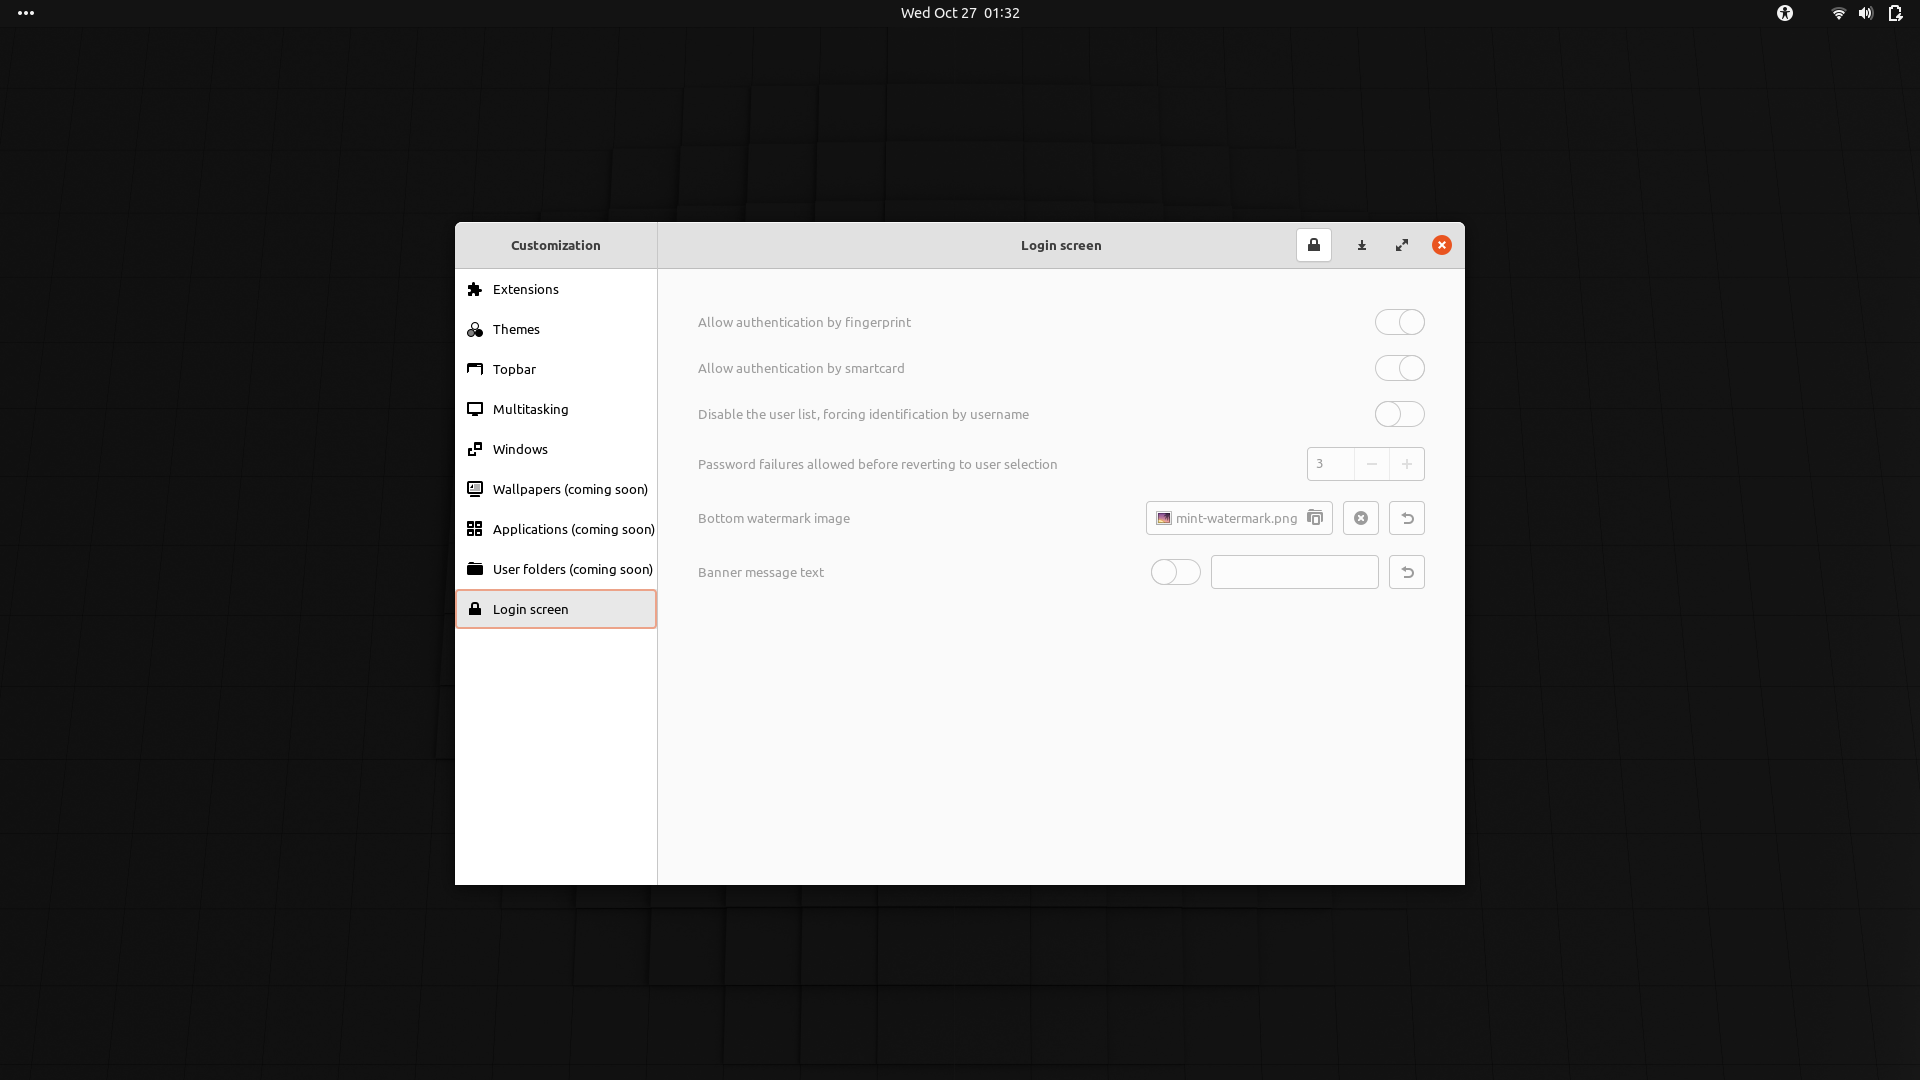 Wed Oct 27  01:32
Customization
Login screen
Extensions
Themes
Topbar
Multitasking
Windows
Wallpapers (coming soon)
Applications (coming soon)
User folders (coming soon)
Login screen
Allow authentication by fingerprint
Allow authentication by smartcard
Disable the user list, forcing identification by username
Password failures allowed before reverting to user selection
3
Bottom watermark image
mint-watermark.png
Banner message text